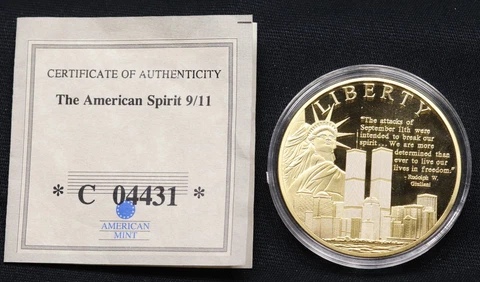 CERTIFICATE OF AUTHENTICITY
The American Spirit 9/11
* C 04431 *
AMERICAN
MINT
LIBERTY
"The attacks of
September 11th were
intended to break our
spirit... We are more
determined than
ever to live our
lives in freedom."
- Rudolph W.
Giuliani